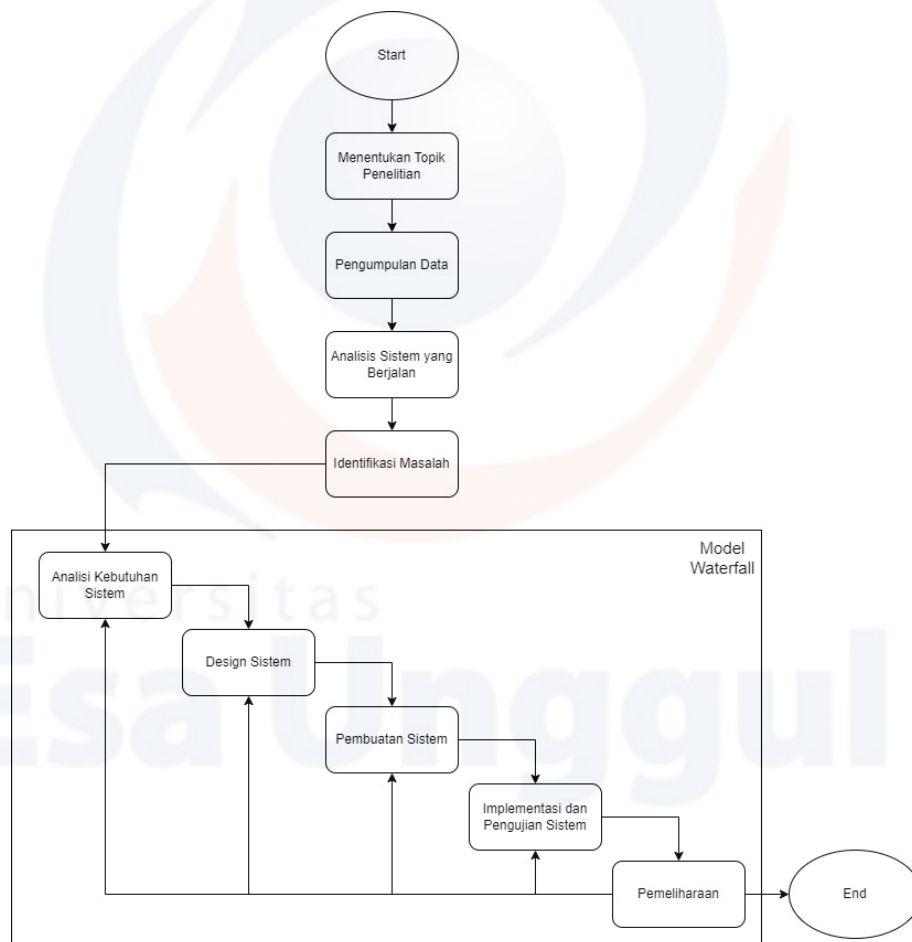 Start
Menentukan Topik
Penelitian
Pengumpulan Data
Analisis Sistem yang
Berjalan
Identifikasi Masalah
Model
Waterfall
Analisi Kebutuhan
Sistem
Universitas
Esa Unggul
Design Sistem
Pembuatan Sistem
Implementasi dan
Pengujian Sistem
Pemeliharaan
End